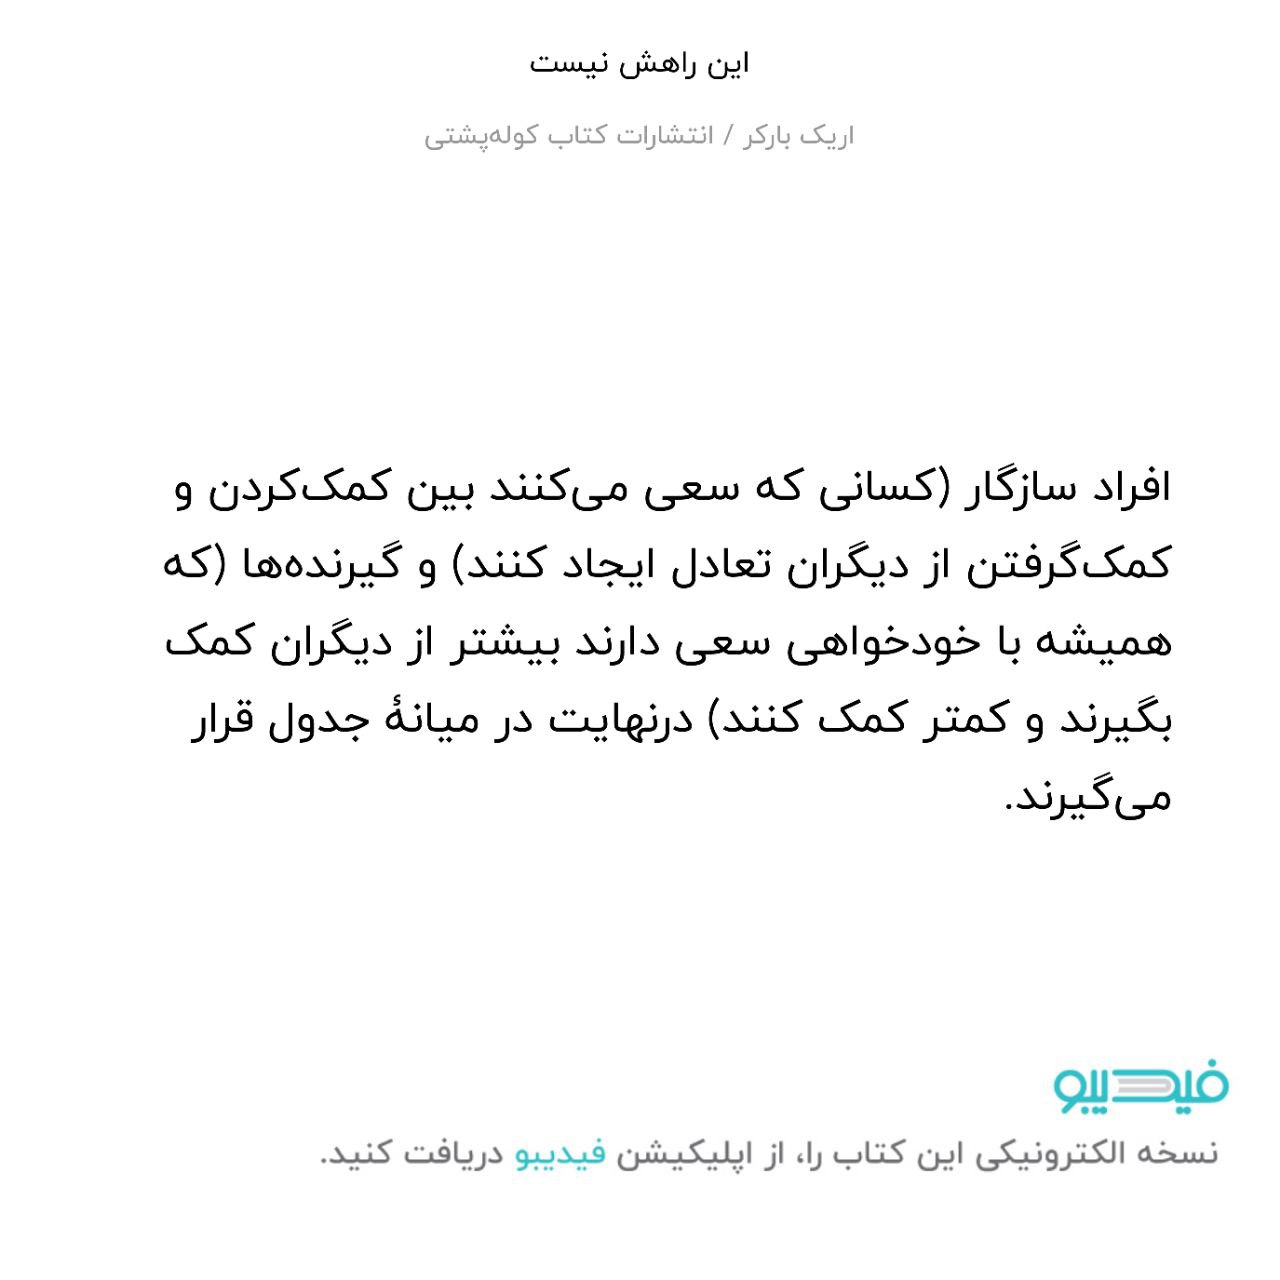 این راهش نیست
اریک بارکر / انتشارات کتاب کوله‌پشتی
افراد سازگار (کسانی که سعی می‌کنند بین کمک‌کردن و
کمک‌گرفتن از دیگران تعادل ایجاد کنند) و گیرنده‌ها (که
همیشه با خودخواهی سعی دارند بیشتر از دیگران کمک
بگیرند و کمتر کمک کنند) درنهایت در میانهٔ جدول قرار
می‌گیرند.
فیدیبو
نسخه الکترونیکی این کتاب را، از اپلیکیشن فیدیبو دریافت کنید.